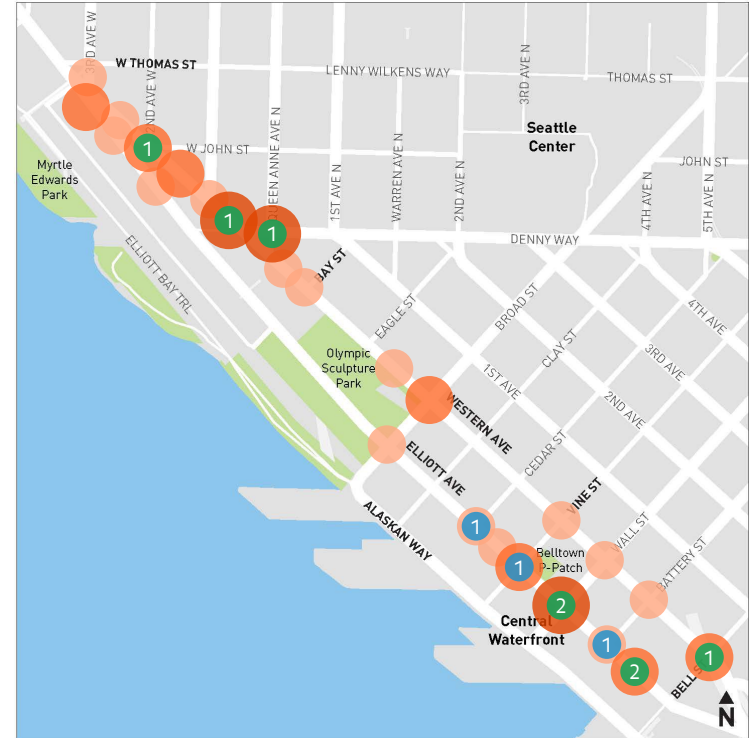 3RD AVE W
W THOMAS ST
2ND AVE W
LENNY WILKENS WAY
3RD AVE N
THOMAS ST
Seattle
Center
1
W JOHN ST
QUEEN ANNE AVE N
1ST AVE N
WARREN AVE N
2ND AVE N
4TH AVE N
5TH AVE N
JOHN ST
Myrtle
Edwards
Park
1
1
DENNY WAY
ELLIOTT BAY TRL
BAY ST
EAGLE ST
BROAD ST
4TH AVE
CLAY ST
3RD AVE
Olympic
Sculpture
Park
1ST AVE
2ND AVE
WESTERN AVE
CEDAR ST
ELLIOTT AVE
ALASKAN WAY
VINE ST
1
WALL ST
Belltown
P-Patch
1
BATTERY ST
2
Central
Waterfront
1
1
2
BELL S
N